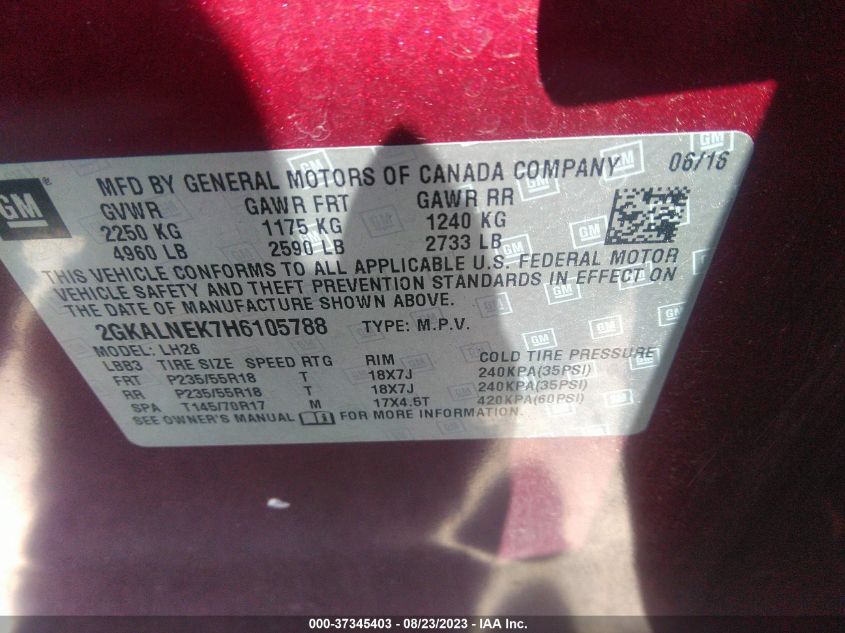 GM ®
MFD BY GENERAL MOTORS OF CANADA COMPANY 06/16
GVWR GAWR FRT GAWR RR
2250 KG 1175 KG 1240 KG
4960 LB 2590 LB 2733 LB
THIS VEHICLE CONFORMS TO ALL APPLICABLE U.S. FEDERAL MOTOR
VEHICLE SAFETY AND THEFT PREVENTION STANDARDS IN EFFECT ON
THE DATE OF MANUFACTURE SHOWN ABOVE.
2GKALNEK7H6105788 TYPE: M.P.V.
MODEL: LH26
LBB3 TIRE SIZE SPEED RTG RIM COLD TIRE PRESSURE
FRT P235/55R18 T 18X7J 240KPA(35PSI)
RR P235/55R18 T 18X7J 240KPA(35PSI)
SPA T145/70R17 M 17X4.5T 420KPA(60PSI)
SEE OWNER'S MANUAL FOR MORE INFORMATION.
000-37345403 - 08/23/2023 - IAA Inc.